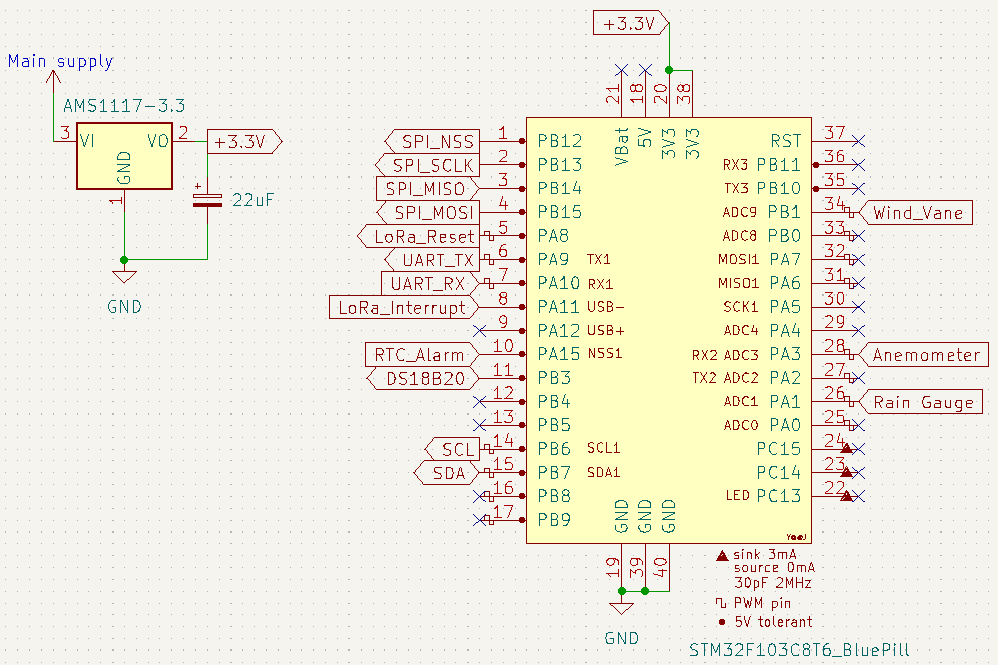 Main supply
AMS1117-3.3
3 VI VO 2
GND
1
+3.3V
+
22uF
GND
+3.3V
21 18 20 38
VBat 5V 3V3 3V3
SPI_NSS 1 PB12
SPI_SCLK 2 PB13
SPI_MISO 3 PB14
SPI_MOSI 4 PB15
LoRa_Reset 5 PA8
UART_TX 6 PA9 TX1
UART_RX 7 PA10 RX1
LoRa_Interrupt 8 PA11 USB-
9 PA12 USB+
RTC_Alarm 10 PA15 NSS1
DS18B20 11 PB3
12 PB4
13 PB5
SCL 14 PB6 SCL1
SDA 15 PB7 SDA1
16 PB8
17 PB9
RST 37
RX3 PB11 36
TX3 PB10 35
ADC9 PB1 34 Wind_Vane
ADC8 PB0 33
MOSI1 PA7 32
MISO1 PA6 31
SCK1 PA5 30
ADC4 PA4 29
RX2 ADC3 PA3 28 Anemometer
TX2 ADC2 PA2 27
ADC1 PA1 26 Rain Gauge
ADC0 PA0 25
PC15 24
PC14 23
LED PC13 22
GND GND GND
19 39 40
GND
sink 3mA
source 0mA
30pF 2MHz
PWM pin
5V tolerant
STM32F103C8T6_BluePill